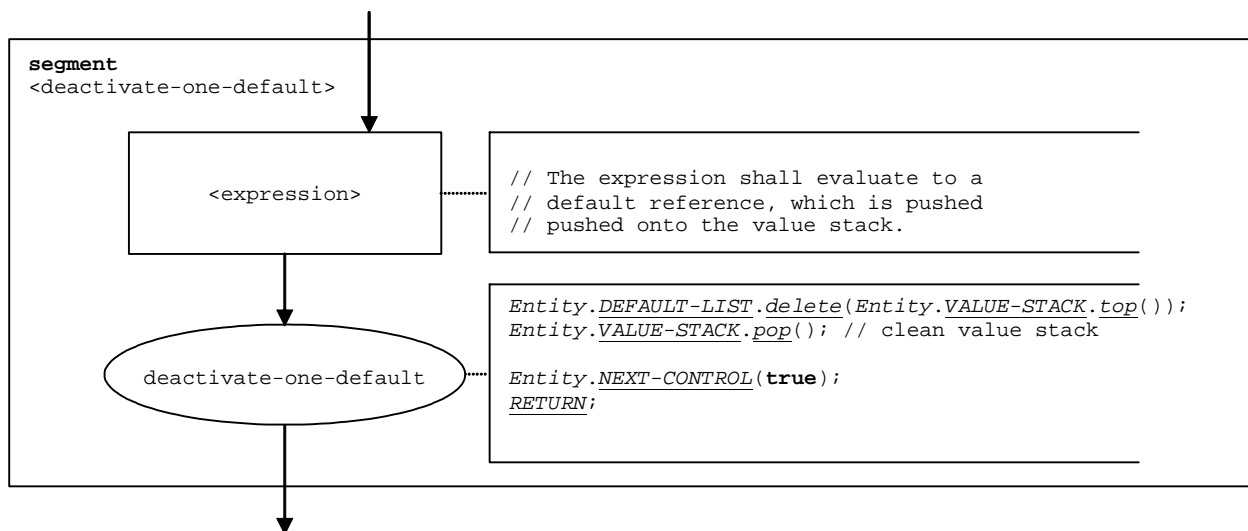 segment
<deactivate-one-default>
<expression>
// The expression shall evaluate to a
// default reference, which is pushed
// pushed onto the value stack.
deactivate-one-default
Entity.DEFAULT-LIST.delete(Entity.VALUE-STACK.top());
Entity.VALUE-STACK.pop(); // clean value stack
Entity.NEXT-CONTROL(true);
RETURN;